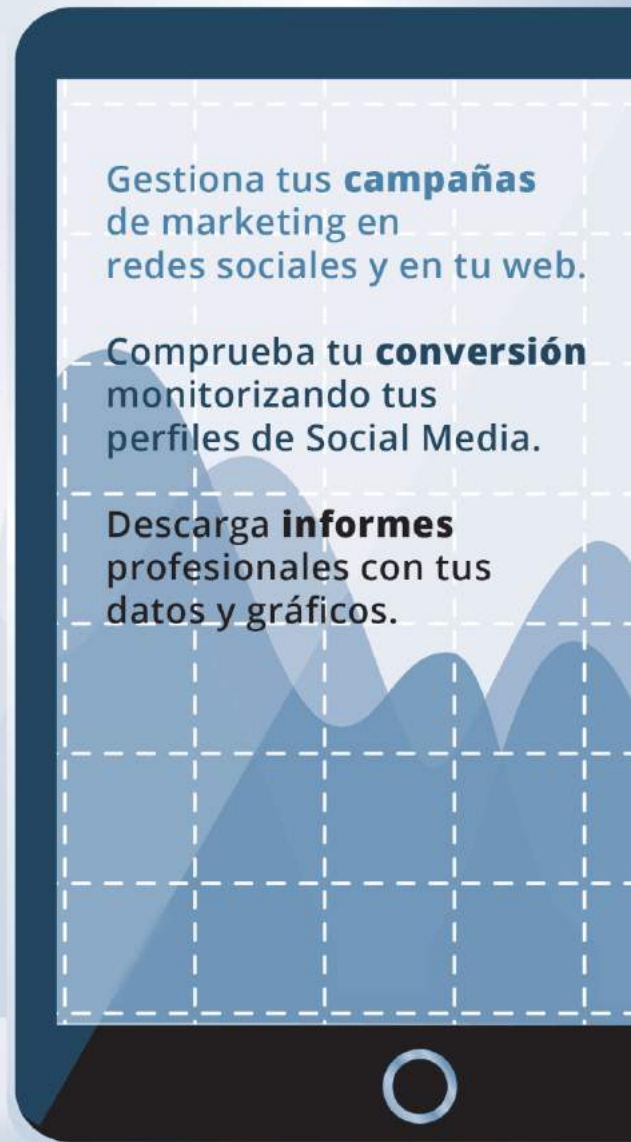 Gestiona tus campañas
de marketing en
redes sociales y en tu web.
Comprueba tu conversión
monitorizando tus
perfiles de Social Media.
Descarga informes
profesionales con tus
datos y gráficos.